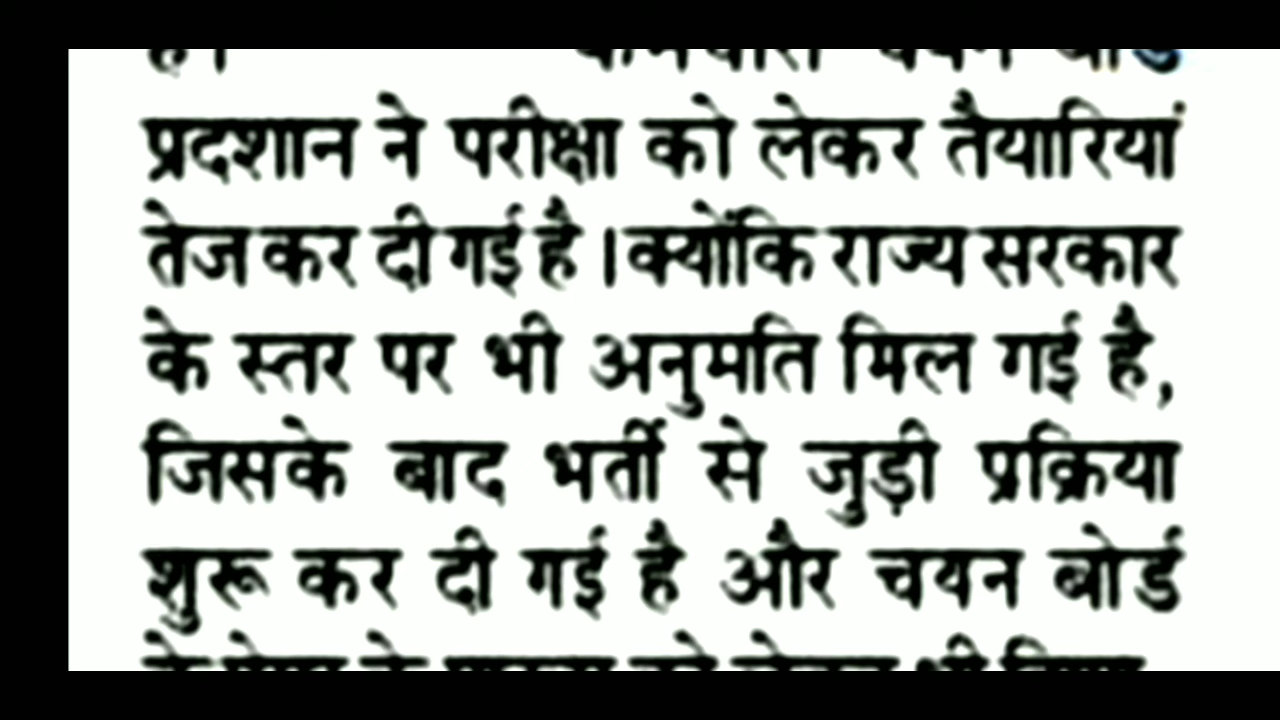 है।
प्रदशान ने परीक्षा को लेकर तैयारियां
तेज कर दी गई है । क्योंकि राज्य सरकार
के स्तर पर भी अनुमति मिल गई है,
जिसके बाद भर्ती से जुड़ी प्रक्रिया
शुरू कर दी गई है और चयन बोर्ड